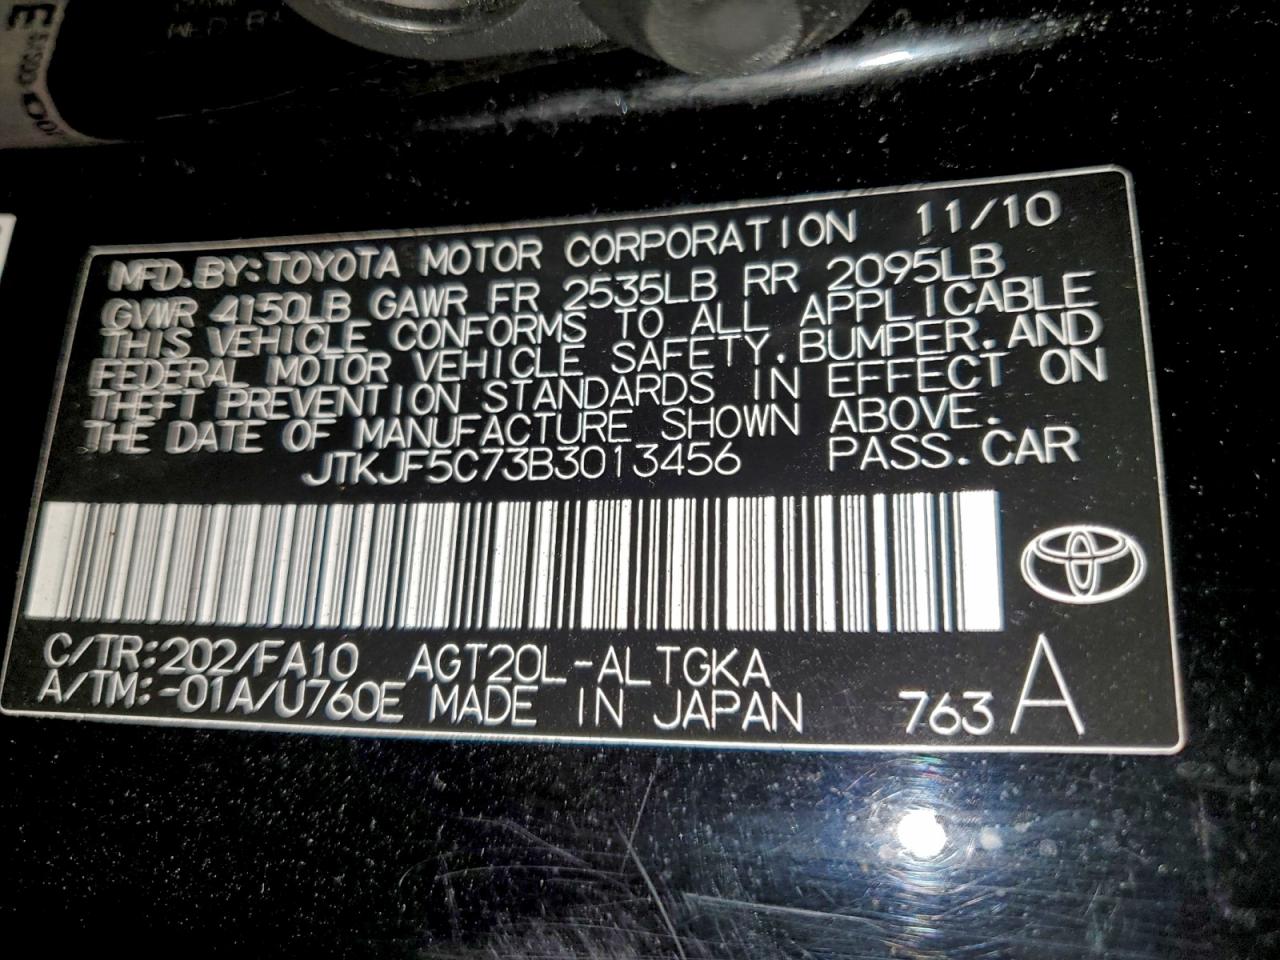 MFD. BY: TOYOTA MOTOR CORPORATION 11/10
GVWR 4150LB GAWR FR 2535LB RR 2095LB
THIS VEHICLE CONFORMS TO ALL APPLICABLE
FEDERAL MOTOR VEHICLE SAFETY, BUMPER, AND
THEFT PREVENTION STANDARDS IN EFFECT ON
THE DATE OF MANUFACTURE SHOWN ABOVE.
JTKJF5C73B3013456 PASS. CAR
C/TR:202/FA10 AGT20L-ALTGKA
A/TM:-01A/U760E MADE IN JAPAN 763 A